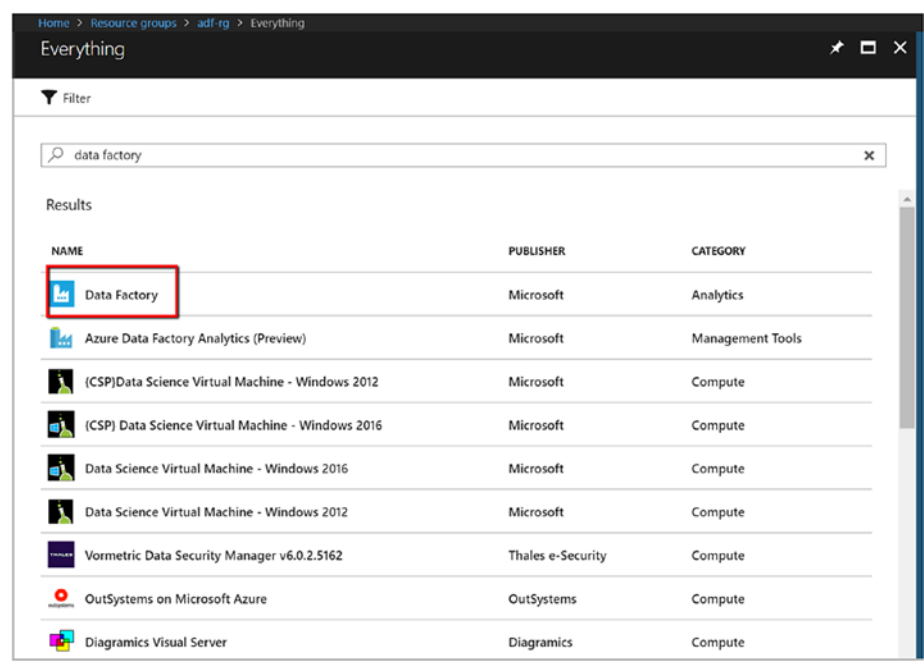 Home > Resource groups > adf-rg > Everything
Everything
Filter
data factory
Results
NAME PUBLISHER CATEGORY
Data Factory Microsoft Analytics
Azure Data Factory Analytics (Preview) Microsoft Management Tools
(CSP)Data Science Virtual Machine - Windows 2012 Microsoft Compute
(CSP) Data Science Virtual Machine - Windows 2016 Microsoft Compute
Data Science Virtual Machine - Windows 2016 Microsoft Compute
Data Science Virtual Machine - Windows 2012 Microsoft Compute
THALES Vormetric Data Security Manager v6.0.2.5162 Thales e-Security Compute
outsystems OutSystems on Microsoft Azure OutSystems Compute
Diagramics Visual Server Diagramics Compute